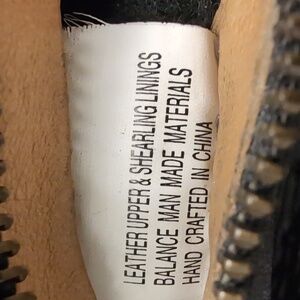 LEATHER UPPER & SHEARLING LININGS
BALANCE MAN MADE MATERIALS
HAND CRAFTED IN CHINA